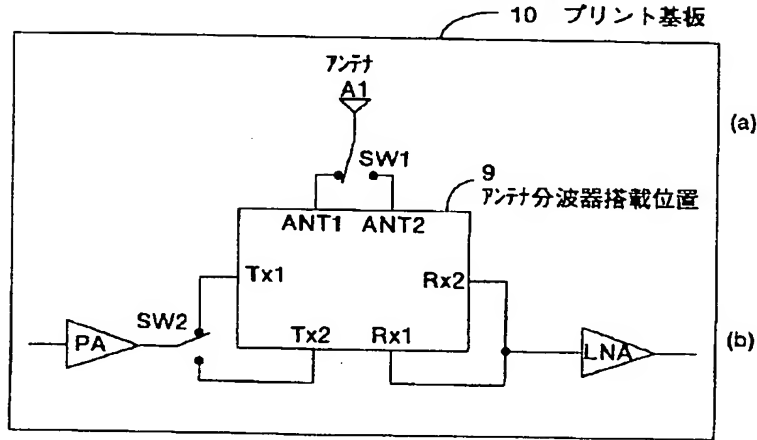 10 プリント基板
アンテナ
A1
(a)
SW1
9
アンテナ分波器搭載位置
ANT1 ANT2
Tx1
Rx2
SW2
Tx2 Rx1
PA
LNA
(b)